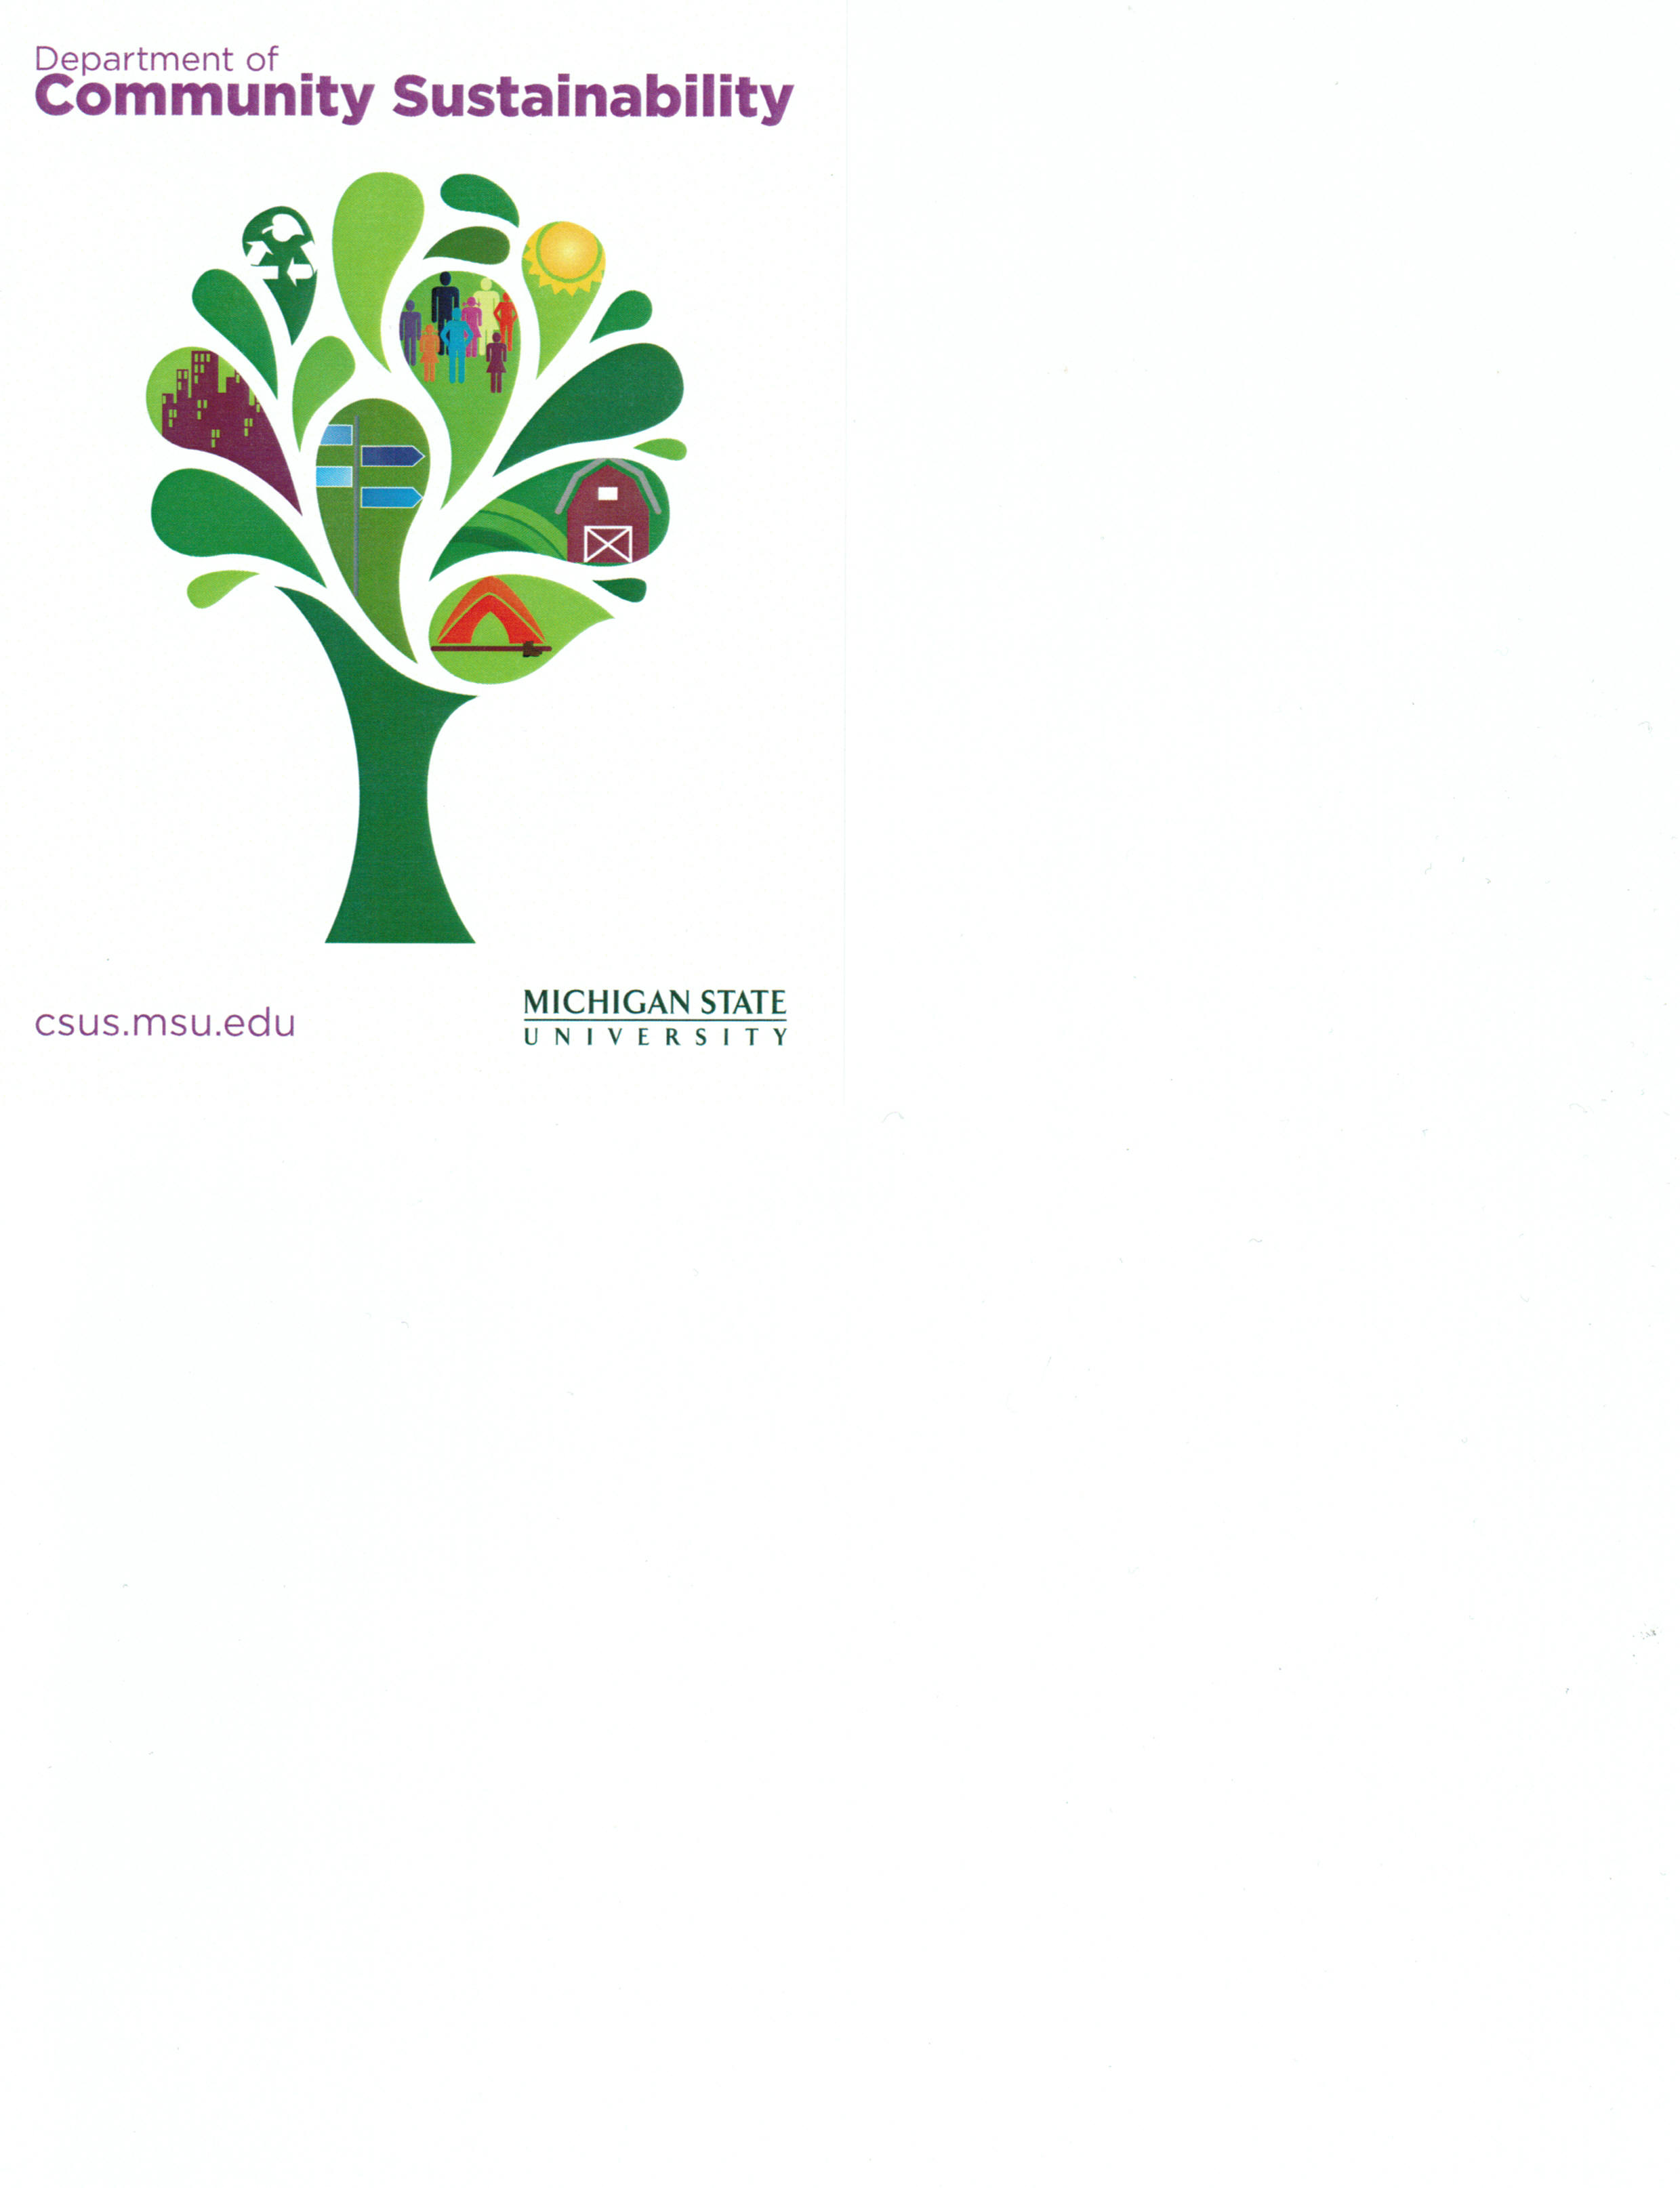 Department of
Community Sustainability
csus.msu.edu
MICHIGAN STATE
UNIVERSITY